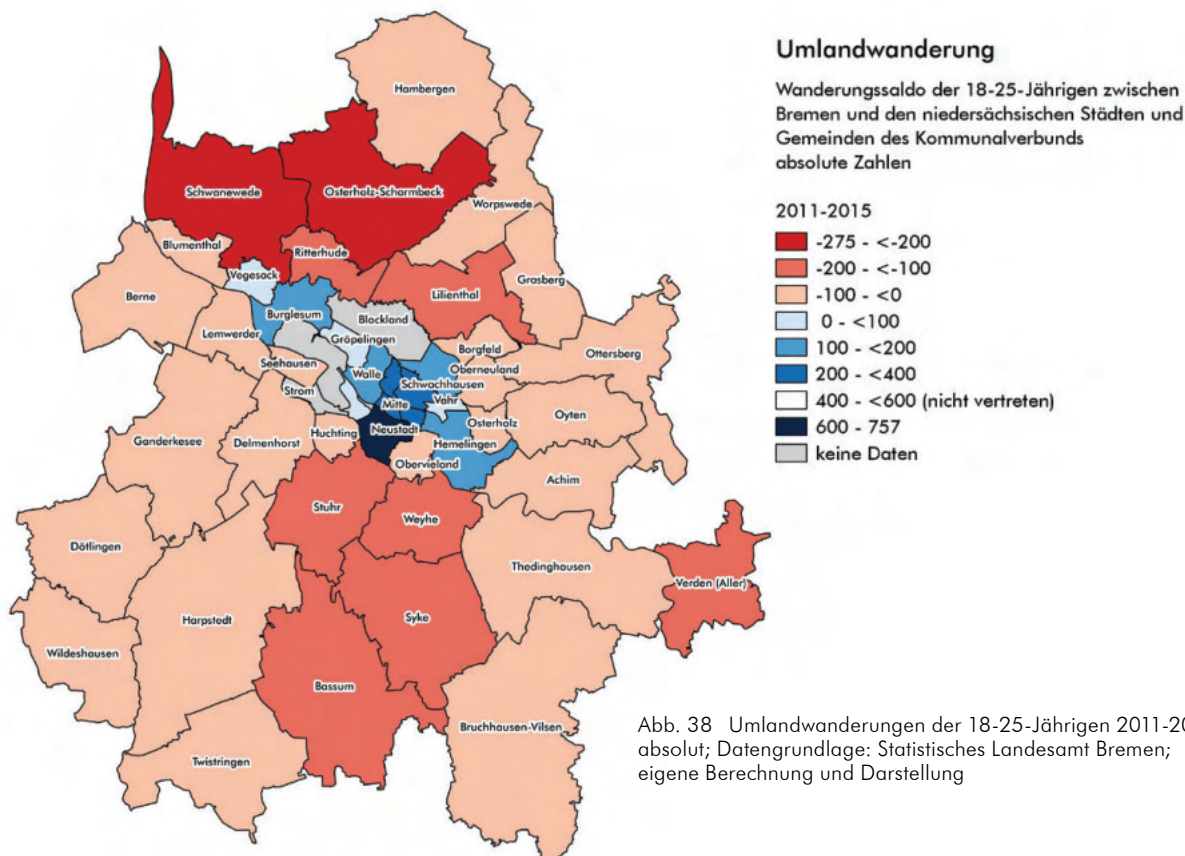 Hambergen
Schwanewede
Osterholz-Scharmbeck
Worpswede
Blumenthal
Ritterhude
Vegesack
Grasberg
Berne
Lilienthal
Burglesum
Blockland
Lemwerder
Gröpelingen
Borgfeld
Ottersberg
Seehausen
Oberneuland
Walle
Schwachhausen
Strom
Mitte
Vahr
Oyten
Osterholz
Huchting
Neustadt
Ganderkesee
Delmenhorst
Hemelingen
Obervieland
Achim
Stuhr
Weyhe
Dötlingen
Thedinghausen
Verden (Aller)
Harpstedt
Syke
Wildeshausen
Bassum
Bruchhausen-Vilsen
Twistringen
Umlandwanderung
Wanderungssaldo der 18-25-Jährigen zwischen
Bremen und den niedersächsischen Städten und
Gemeinden des Kommunalverbunds
absolute Zahlen
2011-2015
-275 - <-200
-200 - <-100
-100 - <0
0 - <100
100 - <200
200 - <400
400 - <600 (nicht vertreten)
600 - 757
keine Daten
Abb. 38 Umlandwanderungen der 18-25-Jährigen 2011-20
absolut; Datengrundlage: Statistisches Landesamt Bremen;
eigene Berechnung und Darstellung